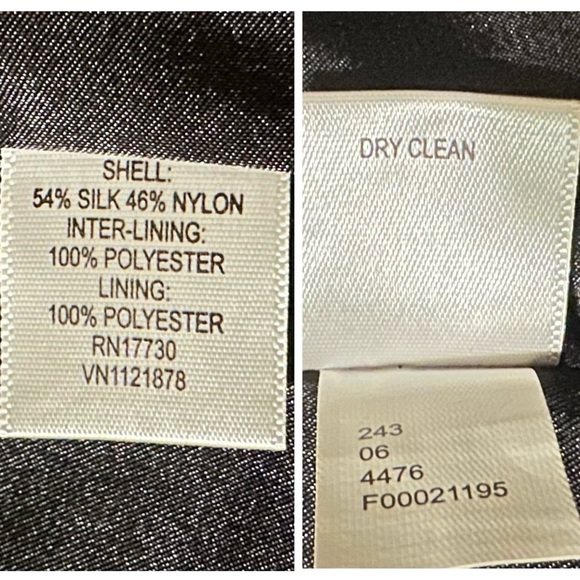 SHELL:
54% SILK 46% NYLON
INTER-LINING:
100% POLYESTER
LINING:
100% POLYESTER
RN17730
VN1121878
DRY CLEAN
243
06
4476
F00021195